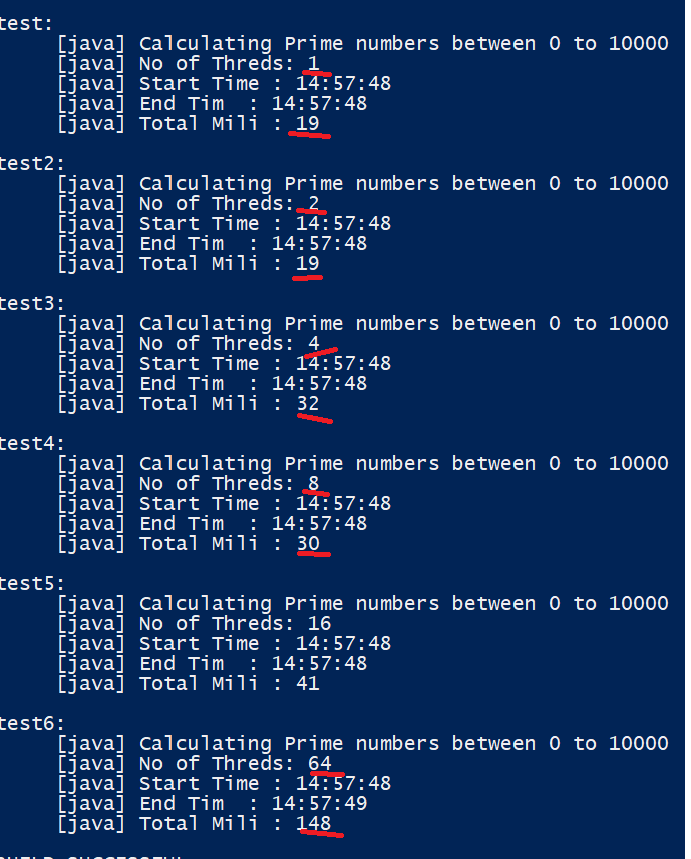 test:
[java] Calculating Prime numbers between 0 to 10000
[java] No of Threds: 1
[java] Start Time : 14:57:48
[java] End Tim  : 14:57:48
[java] Total Mili : 19
test2:
[java] Calculating Prime numbers between 0 to 10000
[java] No of Threds: 2
[java] Start Time : 14:57:48
[java] End Tim  : 14:57:48
[java] Total Mili : 19
test3:
[java] Calculating Prime numbers between 0 to 10000
[java] No of Threds: 4
[java] Start Time : 14:57:48
[java] End Tim  : 14:57:48
[java] Total Mili : 32
test4:
[java] Calculating Prime numbers between 0 to 10000
[java] No of Threds: 8
[java] Start Time : 14:57:48
[java] End Tim  : 14:57:48
[java] Total Mili : 30
test5:
[java] Calculating Prime numbers between 0 to 10000
[java] No of Threds: 16
[java] Start Time : 14:57:48
[java] End Tim  : 14:57:48
[java] Total Mili : 41
test6:
[java] Calculating Prime numbers between 0 to 10000
[java] No of Threds: 64
[java] Start Time : 14:57:48
[java] End Tim  : 14:57:49
[java] Total Mili : 148